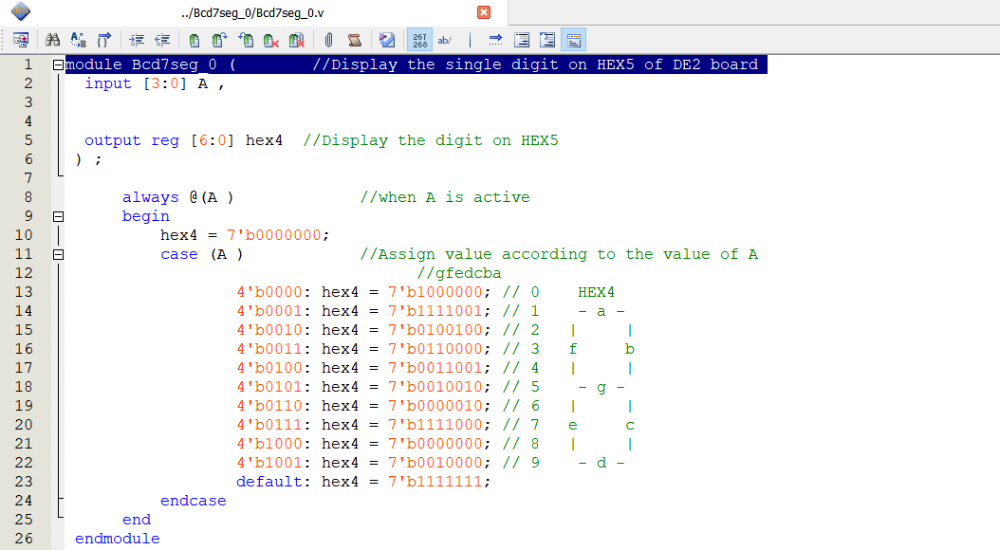 ../Bcd7seg_0/Bcd7seg_0.v
267
268
ab/
1 module Bcd7seg_0 ( //Display the single digit on HEX5 of DE2 board
2 input [3:0] A ,
3
4
5 output reg [6:0] hex4 //Display the digit on HEX5
6 ) ;
7
8 always @(A ) //when A is active
9 begin
10 hex4 = 7'b0000000;
11 case (A ) //Assign value according to the value of A
12 //gfedcba
13 4'b0000: hex4 = 7'b1000000; // 0 HEX4
14 4'b0001: hex4 = 7'b1111001; // 1 - a -
15 4'b0010: hex4 = 7'b0100100; // 2 | |
16 4'b0011: hex4 = 7'b0110000; // 3 f b
17 4'b0100: hex4 = 7'b0011001; // 4 | |
18 4'b0101: hex4 = 7'b0010010; // 5 - g -
19 4'b0110: hex4 = 7'b0000010; // 6 | |
20 4'b0111: hex4 = 7'b1111000; // 7 e c
21 4'b1000: hex4 = 7'b0000000; // 8 | |
22 4'b1001: hex4 = 7'b0010000; // 9 - d -
23 default: hex4 = 7'b1111111;
24 endcase
25 end
26 endmodule